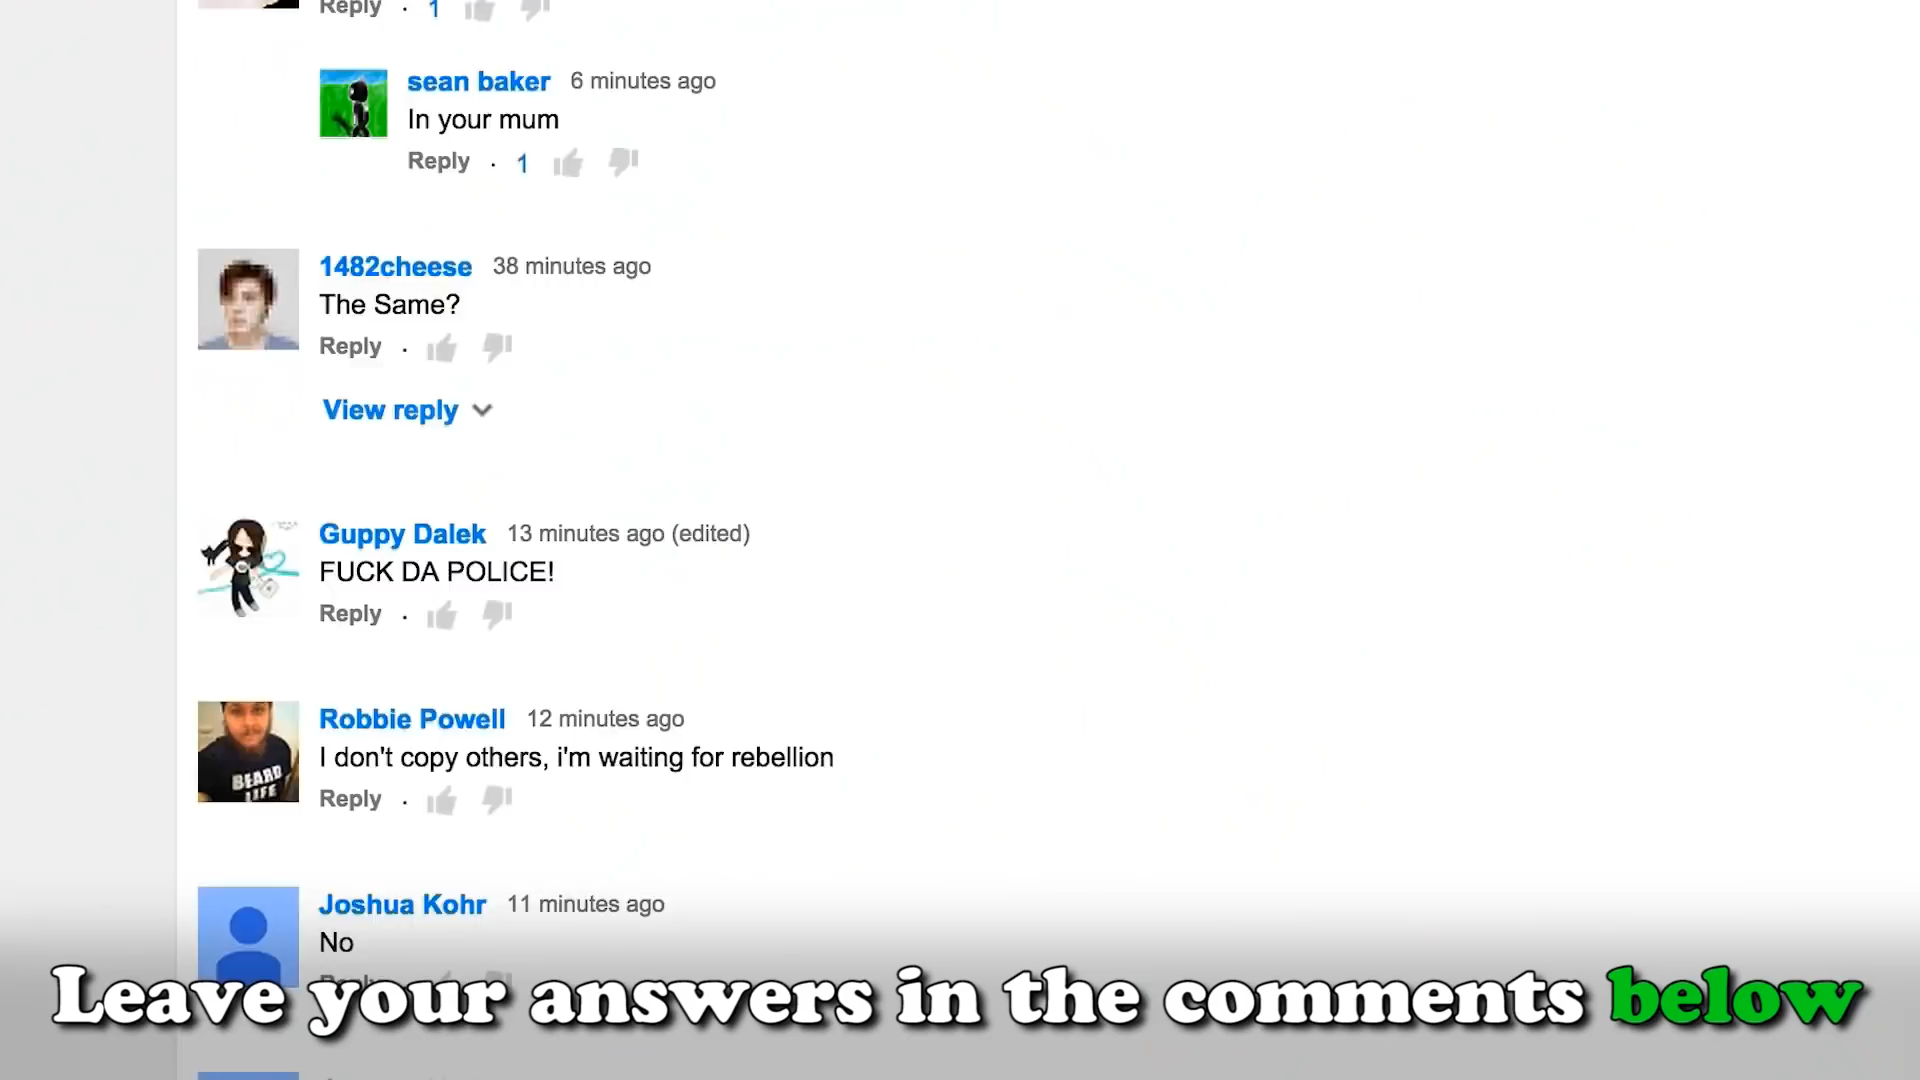 Reply · 1
sean baker 6 minutes ago
In your mum
Reply · 1
1482cheese 38 minutes ago
The Same?
Reply ·
View reply
Guppy Dalek 13 minutes ago (edited)
FUCK DA POLICE!
Reply ·
Robbie Powell 12 minutes ago
I don't copy others, i'm waiting for rebellion
BEARD
LIFE
Reply ·
Joshua Kohr 11 minutes ago
No
Reply
Leave your answers in the comments below